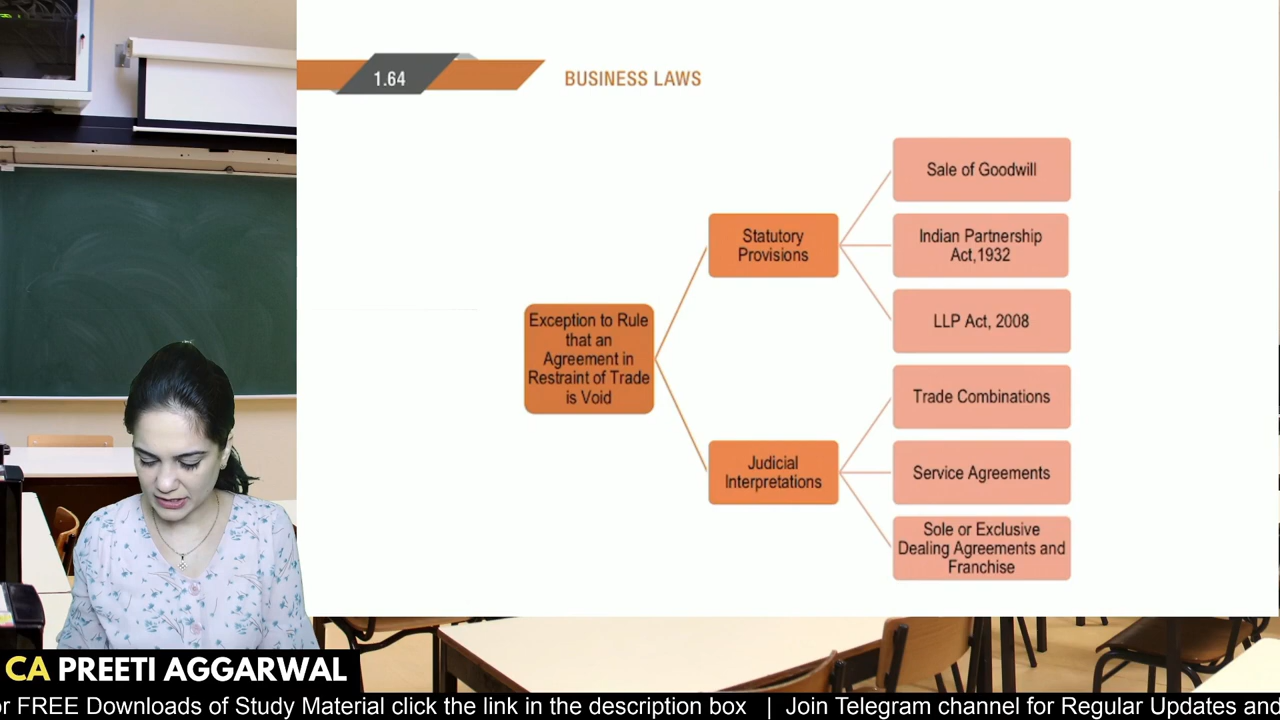 1.64
BUSINESS LAWS
Exception to Rule
that an
Agreement in
Restraint of Trade
is Void
Statutory
Provisions
Sale of Goodwill
Indian Partnership
Act,1932
LLP Act, 2008
Judicial
Interpretations
Trade Combinations
Service Agreements
Sole or Exclusive
Dealing Agreements and
Franchise
CA PREETI AGGARWAL
or FREE Downloads of Study Material click the link in the description box | Join Telegram channel for Regular Updates and